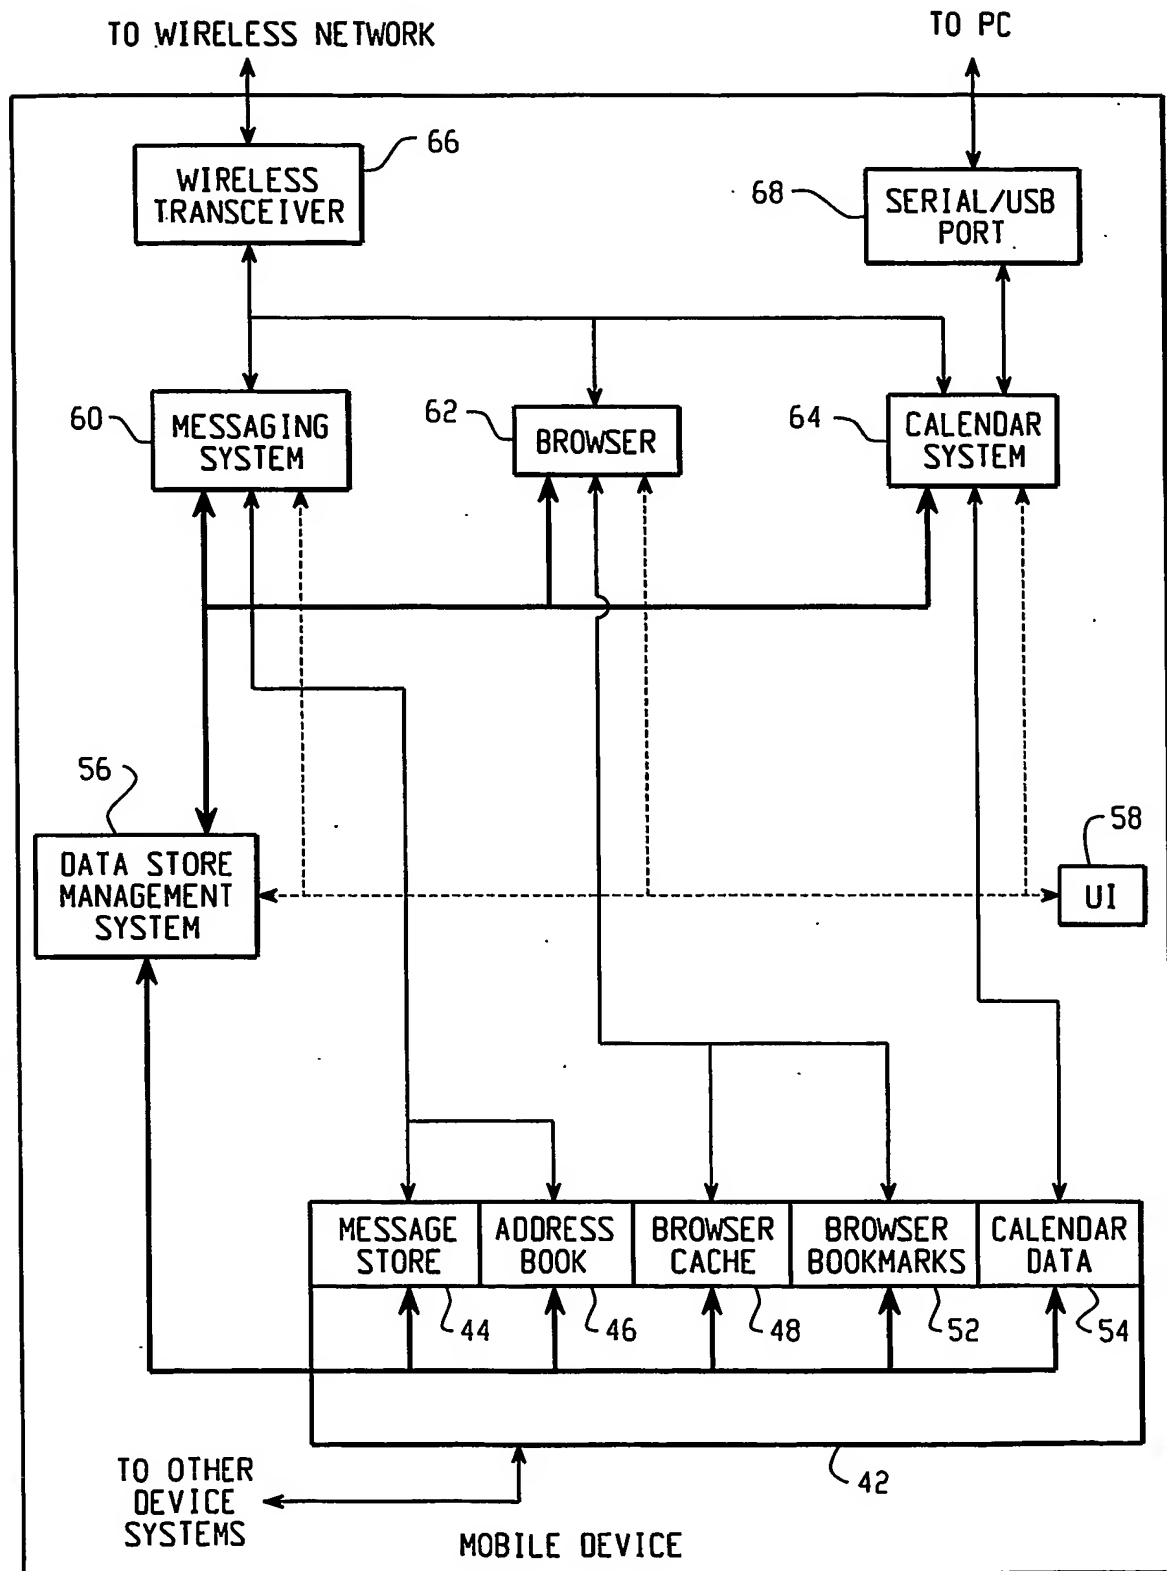 TO WIRELESS NETWORK
TO PC
66
WIRELESS
TRANSCEIVER
68
SERIAL/USB
PORT
60
MESSAGING
SYSTEM
62
BROWSER
64
CALENDAR
SYSTEM
56
DATA STORE
MANAGEMENT
SYSTEM
58
UI
MESSAGE
STORE
ADDRESS
BOOK
BROWSER
CACHE
BROWSER
BOOKMARKS
CALENDAR
DATA
44
46
48
52
54
42
TO OTHER
DEVICE
SYSTEMS
MOBILE DEVICE